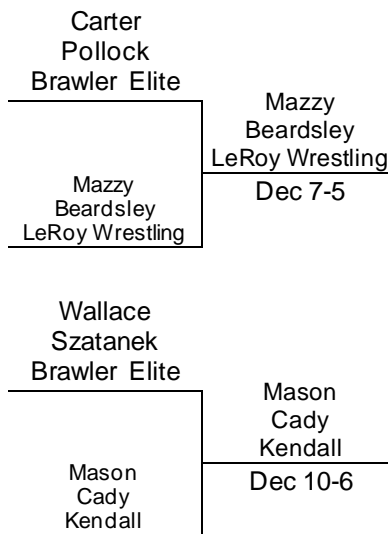 Carter
Pollock
Brawler Elite
Mazzy
Beardsley
LeRoy Wrestling
Dec 7-5
Mazzy
Beardsley
LeRoy Wrestling
Wallace
Szatanek
Brawler Elite
Mason
Cady
Kendall
Dec 10-6
Mason
Cady
Kendall